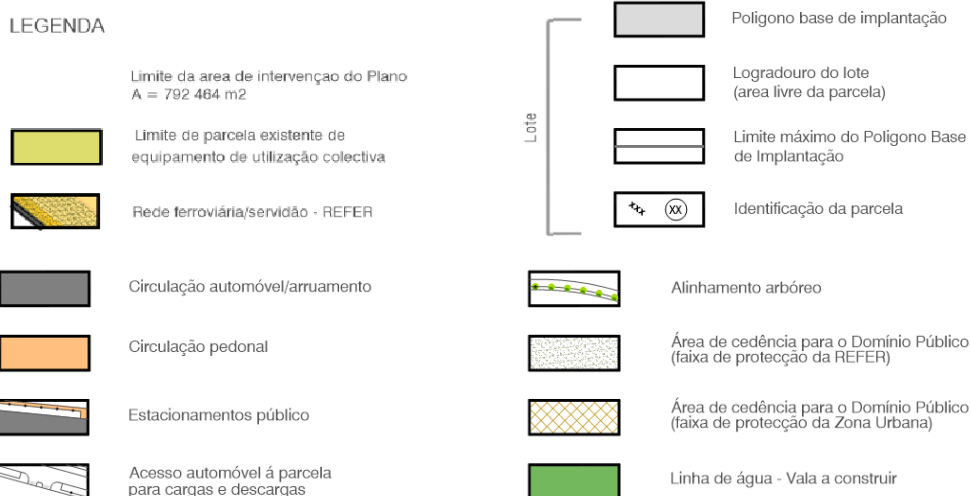 LEGENDA
Limite da area de intervençao do Plano
A = 792 464 m2
Limite de parcela existente de
equipamento de utilização colectiva
Rede ferroviária/servidão - REFER
Circulação automóvel/arruamento
Circulação pedonal
Estacionamentos público
Acesso automóvel á parcela
para cargas e descargas
Lote
Poligono base de implantação
Logradouro do lote
(area livre da parcela)
Limite máximo do Poligono Base
de Implantação
xxx XX
Identificação da parcela
Alinhamento arbóreo
Área de cedência para o Domínio Público
(faixa de protecção da REFER)
Área de cedência para o Domínio Público
(faixa de protecção da Zona Urbana)
Linha de água - Vala a construir